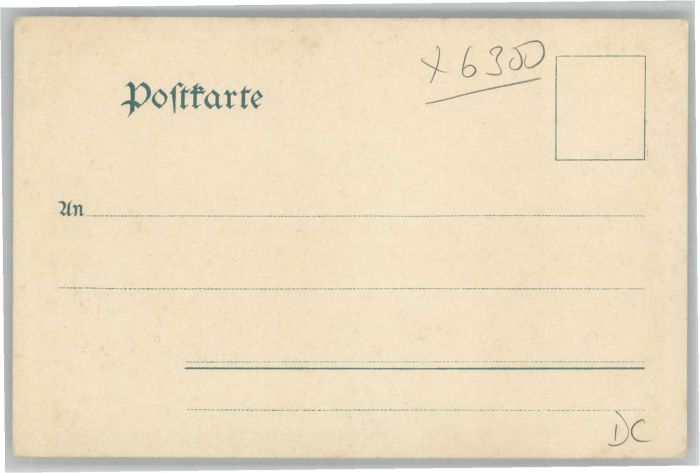 x 6300
Postkarte
An
DC